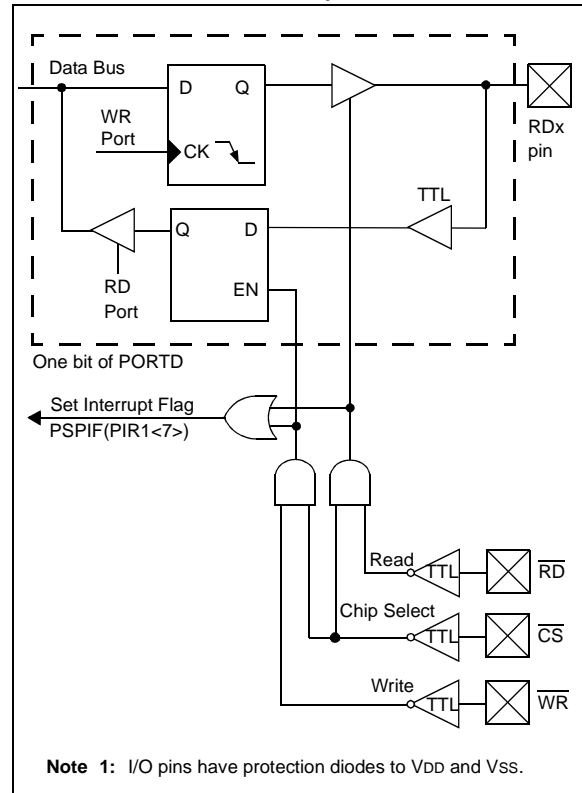 Data Bus
D Q
WR
Port
CK
RDx
pin
TTL
Q D
RD
Port
EN
One bit of PORTD
Set Interrupt Flag
PSPIF(PIR1<7>)
Read
TTL
RD
Chip Select
TTL
CS
Write
TTL
WR
Note 1: I/O pins have protection diodes to VDD and VSS.